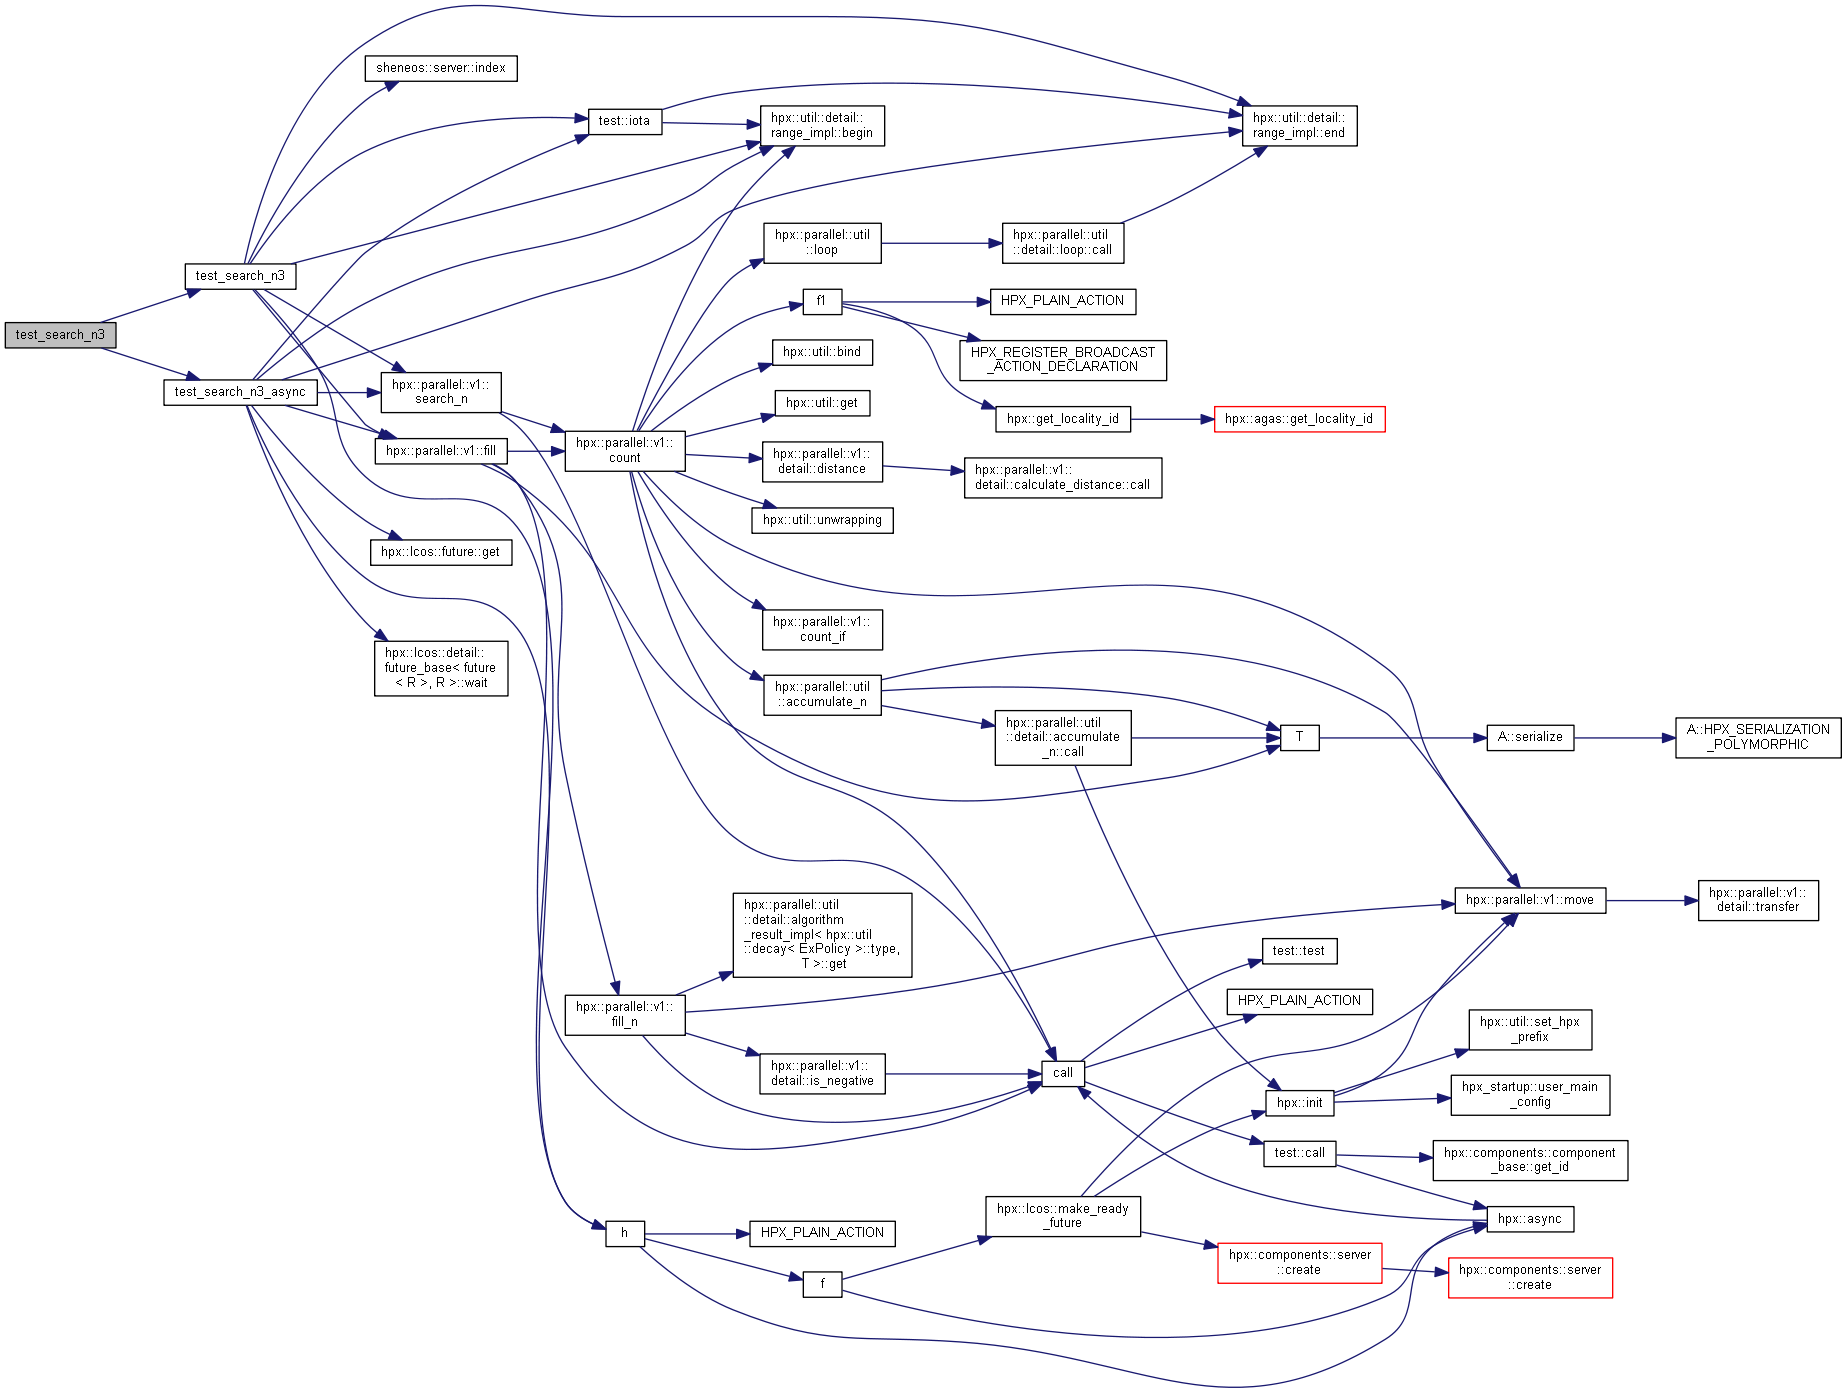 test_search_n3
test_search_n3
test_search_n3_async
sheneos::server::index
hpx::parallel::v1::
search_n
hpx::parallel::v1::fill
hpx::lcos::future::get
hpx::lcos::detail::
future_base< future
< R >, R >::wait
test::iota
hpx::parallel::v1::
count
hpx::parallel::v1::
fill_n
h
hpx::util::detail::
range_impl::begin
hpx::parallel::util
::loop
f1
hpx::util::bind
hpx::util::get
hpx::parallel::v1::
detail::distance
hpx::util::unwrapping
hpx::parallel::v1::
count_if
hpx::parallel::util
::accumulate_n
hpx::parallel::util
::detail::algorithm
_result_impl< hpx::util
::decay< ExPolicy >::type,
T >::get
hpx::parallel::v1::
detail::is_negative
HPX_PLAIN_ACTION
f
hpx::parallel::util
::detail::loop::call
HPX_PLAIN_ACTION
HPX_REGISTER_BROADCAST
_ACTION_DECLARATION
hpx::get_locality_id
hpx::parallel::v1::
detail::calculate_distance::call
hpx::parallel::util
::detail::accumulate
_n::call
call
hpx::lcos::make_ready
_future
hpx::util::detail::
range_impl::end
hpx::agas::get_locality_id
T
test::test
HPX_PLAIN_ACTION
hpx::init
test::call
hpx::components::server
::create
A::serialize
hpx::parallel::v1::move
hpx::util::set_hpx
_prefix
hpx_startup::user_main
_config
hpx::components::component
_base::get_id
hpx::async
hpx::components::server
::create
A::HPX_SERIALIZATION
_POLYMORPHIC
hpx::parallel::v1::
detail::transfer